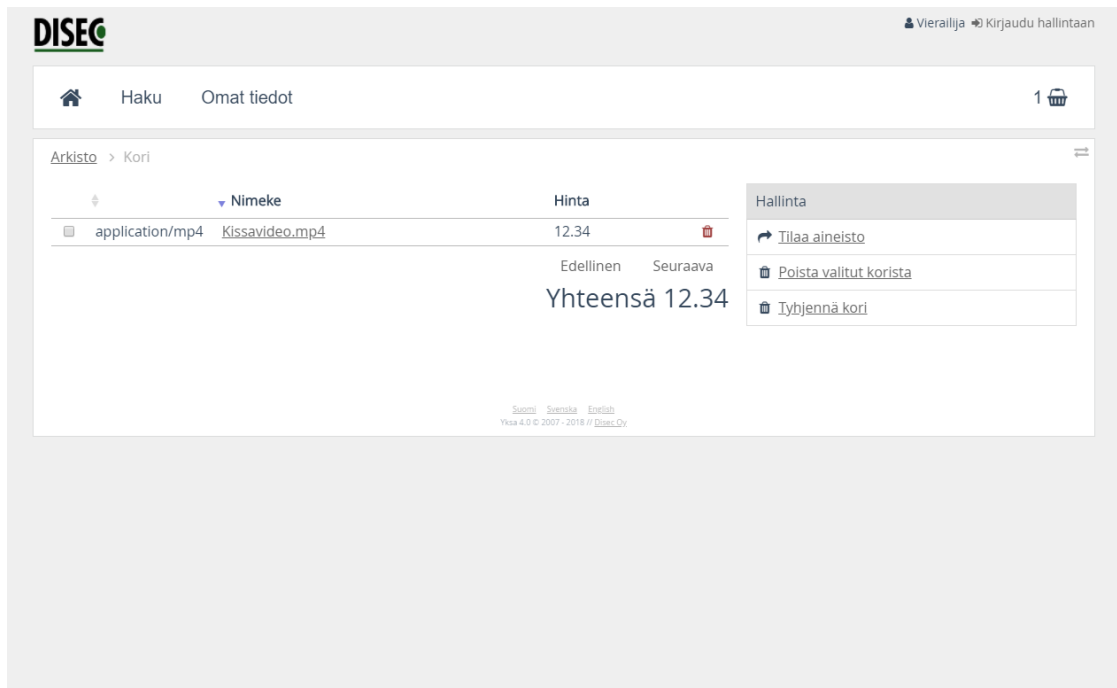 DISEC
Vierailija Kirjaudu hallintaan
Haku Omat tiedot 1
Arkisto > Kori
Nimeke Hinta
application/mp4 Kissavideo.mp4 12.34
Edellinen Seuraava
Yhteensä 12.34
Hallinta
Tilaa aineisto
Poista valitut korista
Tyhjennä kori
Suomi Svenska English
Yksa 4.0 © 2007 - 2018 // Disec Oy